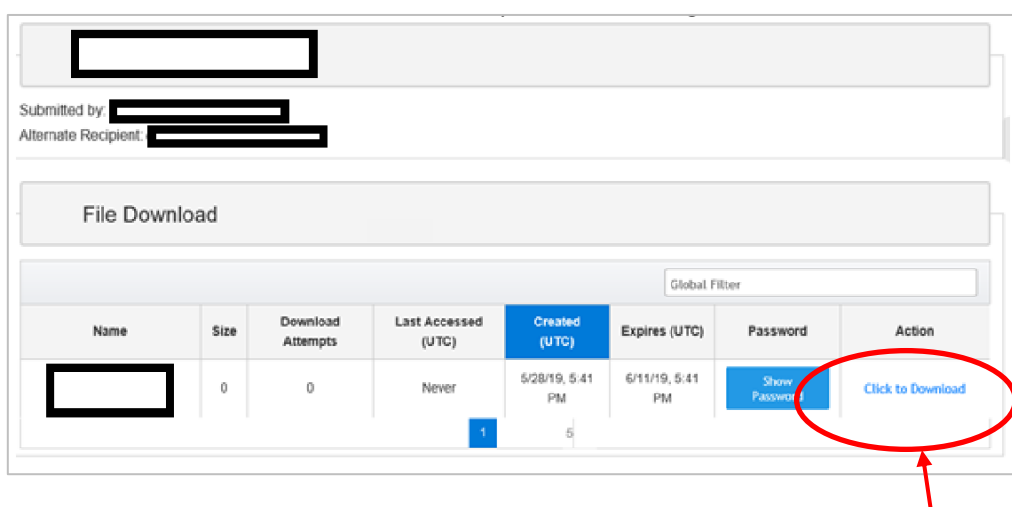 Submitted by:
Alternate Recipient:
File Download
Global Filter
Name Size Download Attempts Last Accessed (UTC) Created (UTC) Expires (UTC) Password Action
0 0 Never 5/28/19, 5:41 PM 6/11/19, 5:41 PM Show Password Click to Download
1 5